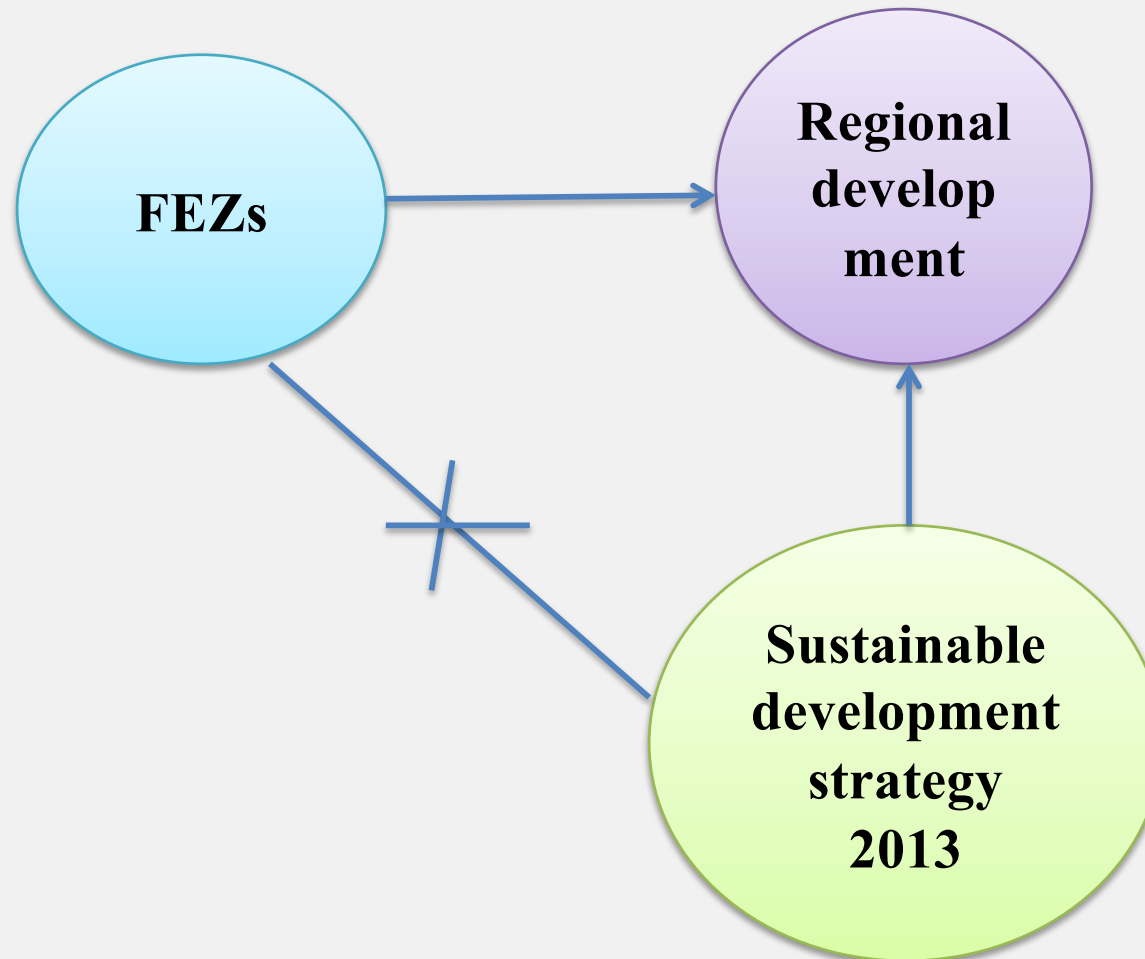 FEZs
Regional
develop
ment
Sustainable
development
strategy
2013